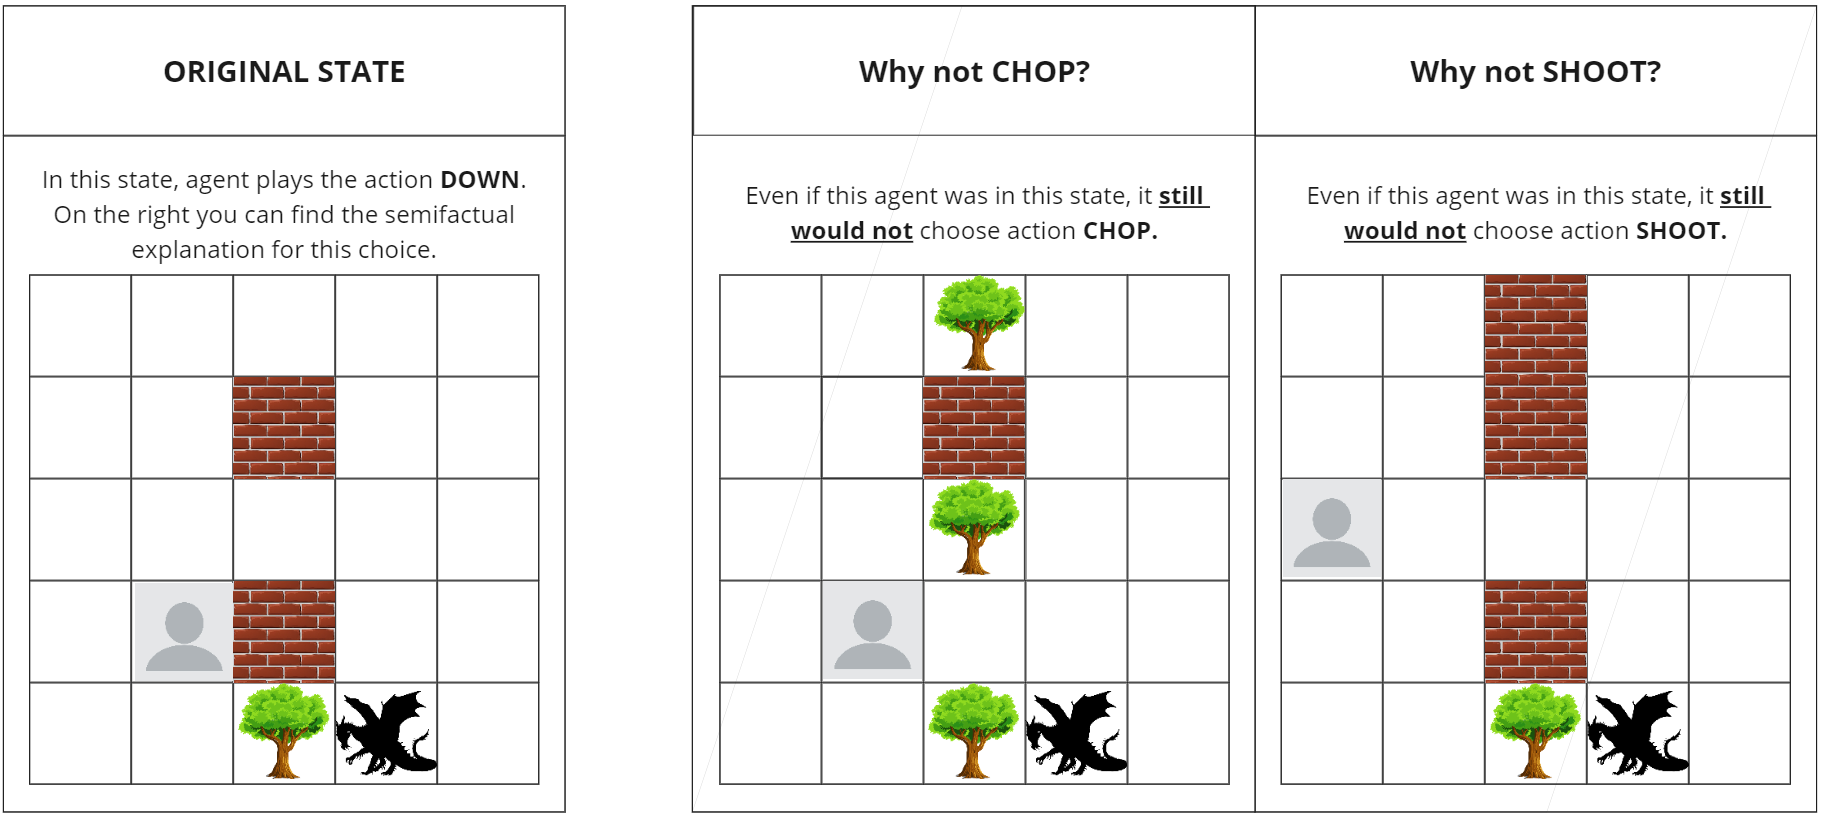 ORIGINAL STATE
In this state, agent plays the action DOWN.
On the right you can find the semifactual
explanation for this choice.
Why not CHOP?
Even if this agent was in this state, it still
would not choose action CHOP.
Why not SHOOT?
Even if this agent was in this state, it still
would not choose action SHOOT.